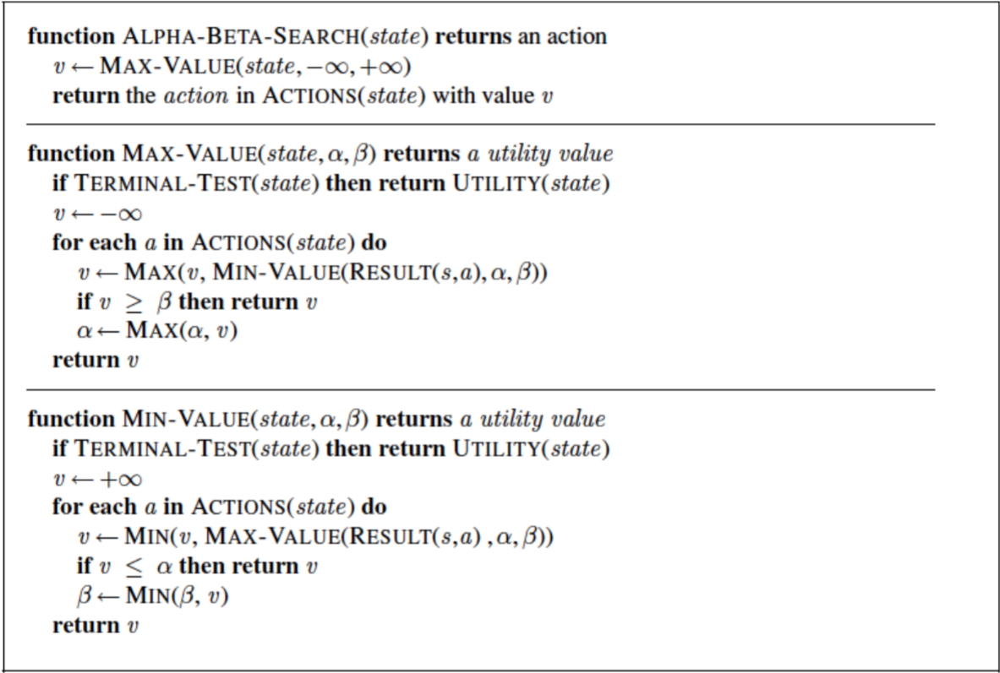 function ALPHA-BETA-SEARCH(state) returns an action
v ← MAX-VALUE(state, −∞, +∞)
return the action in ACTIONS(state) with value v
function MAX-VALUE(state, α, β) returns a utility value
if TERMINAL-TEST(state) then return UTILITY(state)
v ← −∞
for each a in ACTIONS(state) do
v ← MAX(v, MIN-VALUE(RESULT(s,a), α, β))
if v ≥ β then return v
α ← MAX(α, v)
return v
function MIN-VALUE(state, α, β) returns a utility value
if TERMINAL-TEST(state) then return UTILITY(state)
v ← +∞
for each a in ACTIONS(state) do
v ← MIN(v, MAX-VALUE(RESULT(s,a) , α, β))
if v ≤ α then return v
β ← MIN(β, v)
return v